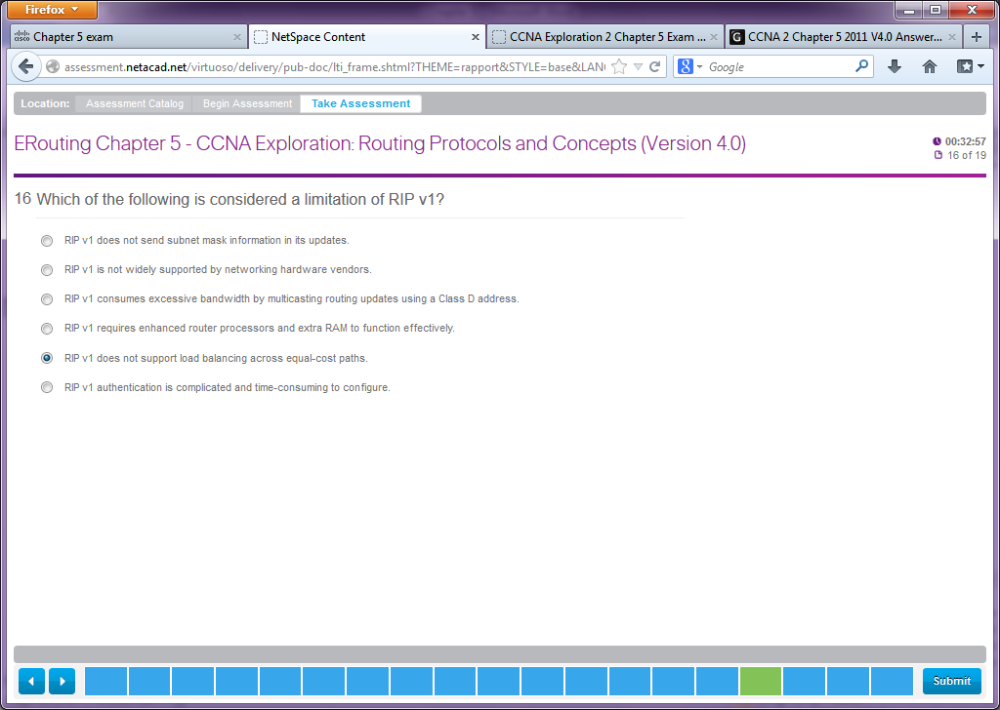 Firefox
Chapter 5 exam
NetSpace Content
CCNA Exploration 2 Chapter 5 Exam ...
CCNA 2 Chapter 5 2011 V4.0 Answer...
assessment.netacad.net/virtuoso/delivery/pub-doc/lti_frame.shtml?THEME=rapport&STYLE=base&LAN
Google
Location: Assessment Catalog Begin Assessment Take Assessment
ERouting Chapter 5 - CCNA Exploration: Routing Protocols and Concepts (Version 4.0)
00:32:57
16 of 19
16 Which of the following is considered a limitation of RIP v1?
RIP v1 does not send subnet mask information in its updates.
RIP v1 is not widely supported by networking hardware vendors.
RIP v1 consumes excessive bandwidth by multicasting routing updates using a Class D address.
RIP v1 requires enhanced router processors and extra RAM to function effectively.
RIP v1 does not support load balancing across equal-cost paths.
RIP v1 authentication is complicated and time-consuming to configure.
Submit